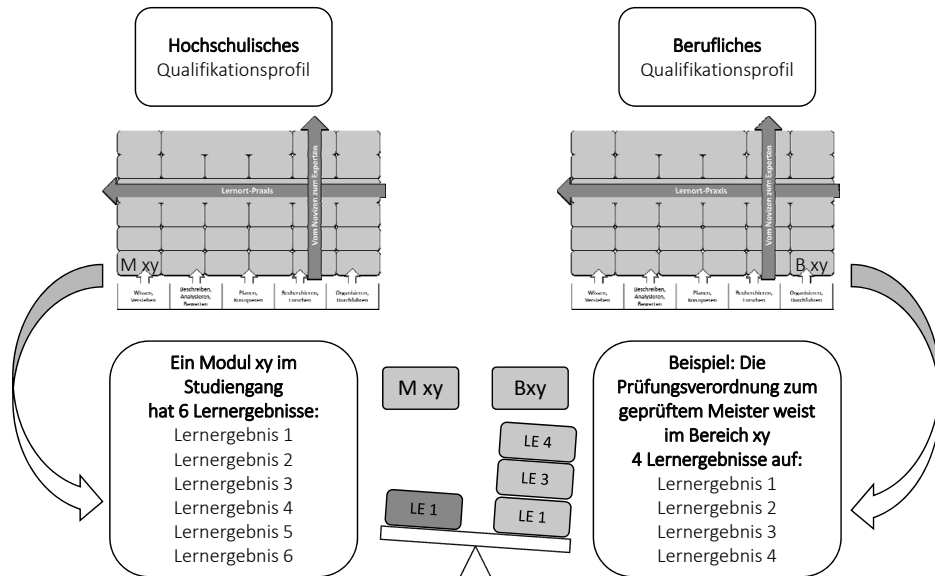 Hochschulisches
Qualifikationsprofil
Berufliches
Qualifikationsprofil
Lernort-Praxis
Vom Novizen zum Experten
M xy
Wissen,
Verstehen
Beschreiben,
Analysieren,
Bewerten
Planen,
Konzipieren
Recherchieren,
Forschen
Organisieren,
Durchführen
Lernort-Praxis
Vom Novizen zum Experten
B xy
Wissen,
Verstehen
Beschreiben,
Analysieren,
Bewerten
Planen,
Konzipieren
Recherchieren,
Forschen
Organisieren,
Durchführen
Ein Modul xy im
Studiengang
hat 6 Lernergebnisse:
Lernergebnis 1
Lernergebnis 2
Lernergebnis 3
Lernergebnis 4
Lernergebnis 5
Lernergebnis 6
M xy
Bxy
LE 4
LE 3
LE 1
LE 1
Beispiel: Die
Prüfungsverordnung zum
geprüftem Meister weist
im Bereich xy
4 Lernergebnisse auf:
Lernergebnis 1
Lernergebnis 2
Lernergebnis 3
Lernergebnis 4